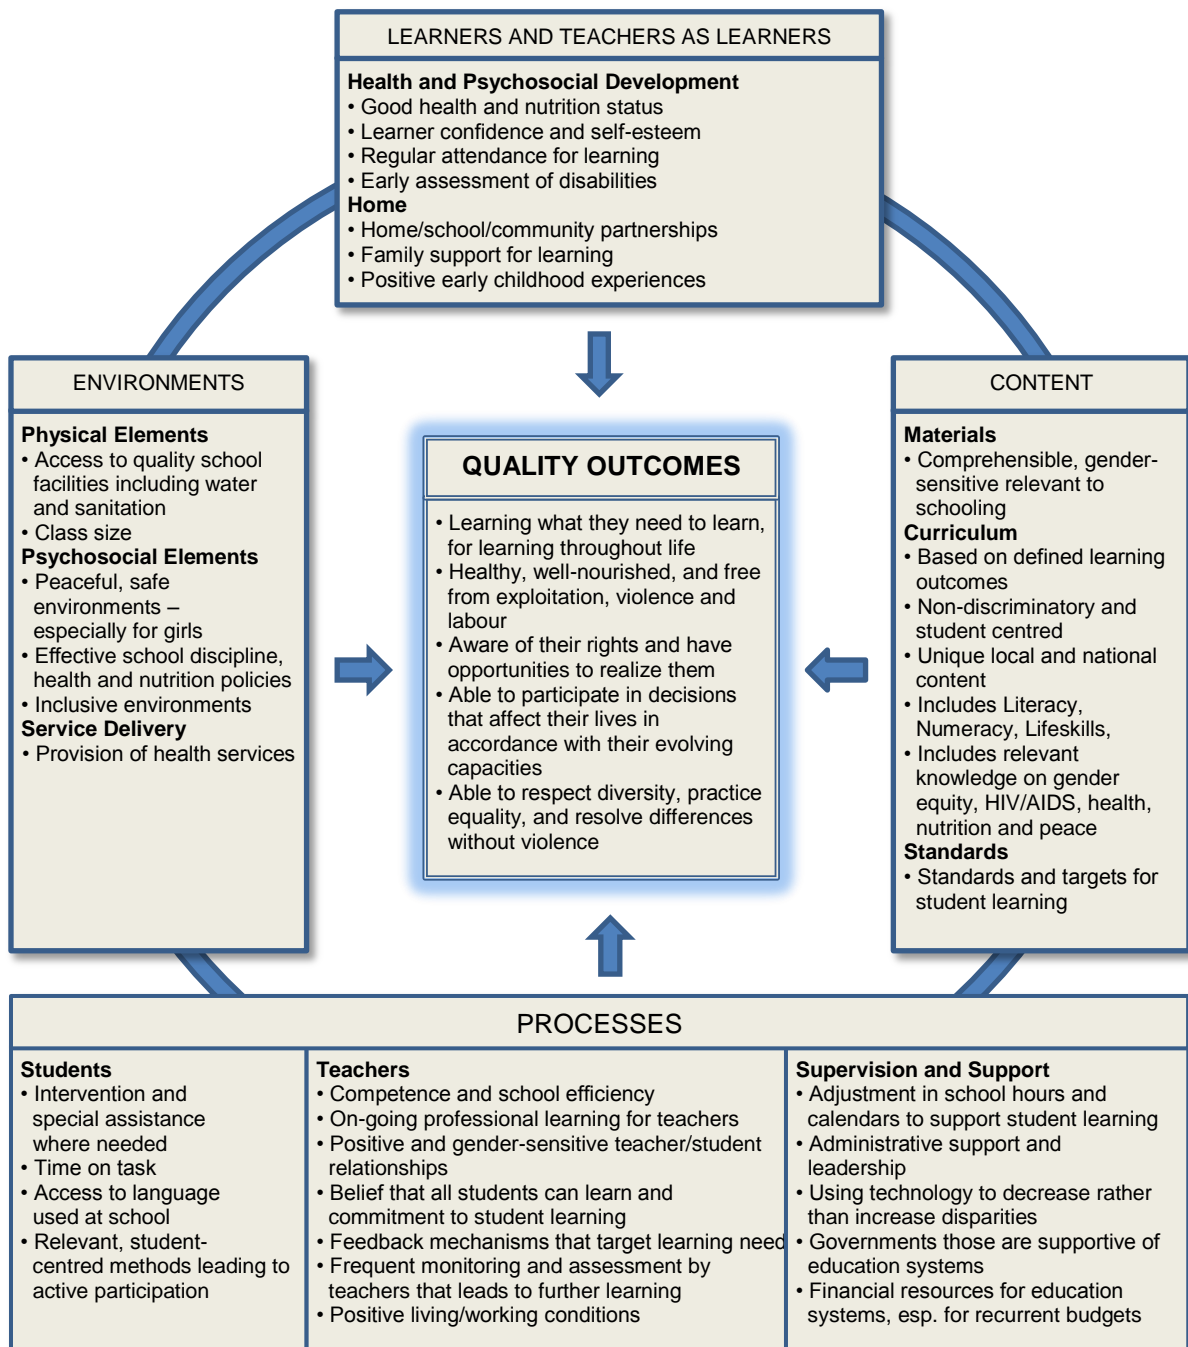 LEARNERS AND TEACHERS AS LEARNERS
Health and Psychosocial Development
• Good health and nutrition status
• Learner confidence and self-esteem
• Regular attendance for learning
• Early assessment of disabilities
Home
• Home/school/community partnerships
• Family support for learning
• Positive early childhood experiences
ENVIRONMENTS
Physical Elements
• Access to quality school
facilities including water
and sanitation
• Class size
Psychosocial Elements
• Peaceful, safe
environments –
especially for girls
• Effective school discipline,
health and nutrition policies
• Inclusive environments
Service Delivery
• Provision of health services
QUALITY OUTCOMES
• Learning what they need to learn,
for learning throughout life
• Healthy, well-nourished, and free
from exploitation, violence and
labour
• Aware of their rights and have
opportunities to realize them
• Able to participate in decisions
that affect their lives in
accordance with their evolving
capacities
• Able to respect diversity, practice
equality, and resolve differences
without violence
CONTENT
Materials
• Comprehensible, gender-
sensitive relevant to
schooling
Curriculum
• Based on defined learning
outcomes
• Non-discriminatory and
student centred
• Unique local and national
content
• Includes Literacy,
Numeracy, Lifeskills,
• Includes relevant
knowledge on gender
equity, HIV/AIDS, health,
nutrition and peace
Standards
• Standards and targets for
student learning
PROCESSES
Students
• Intervention and
special assistance
where needed
• Time on task
• Access to language
used at school
• Relevant, student-
centred methods leading to
active participation
Teachers
• Competence and school efficiency
• On-going professional learning for teachers
• Positive and gender-sensitive teacher/student
relationships
• Belief that all students can learn and
commitment to student learning
• Feedback mechanisms that target learning need
• Frequent monitoring and assessment by
teachers that leads to further learning
• Positive living/working conditions
Supervision and Support
• Adjustment in school hours and
calendars to support student learning
• Administrative support and
leadership
• Using technology to decrease rather
than increase disparities
• Governments those are supportive of
education systems
• Financial resources for education
systems, esp. for recurrent budgets